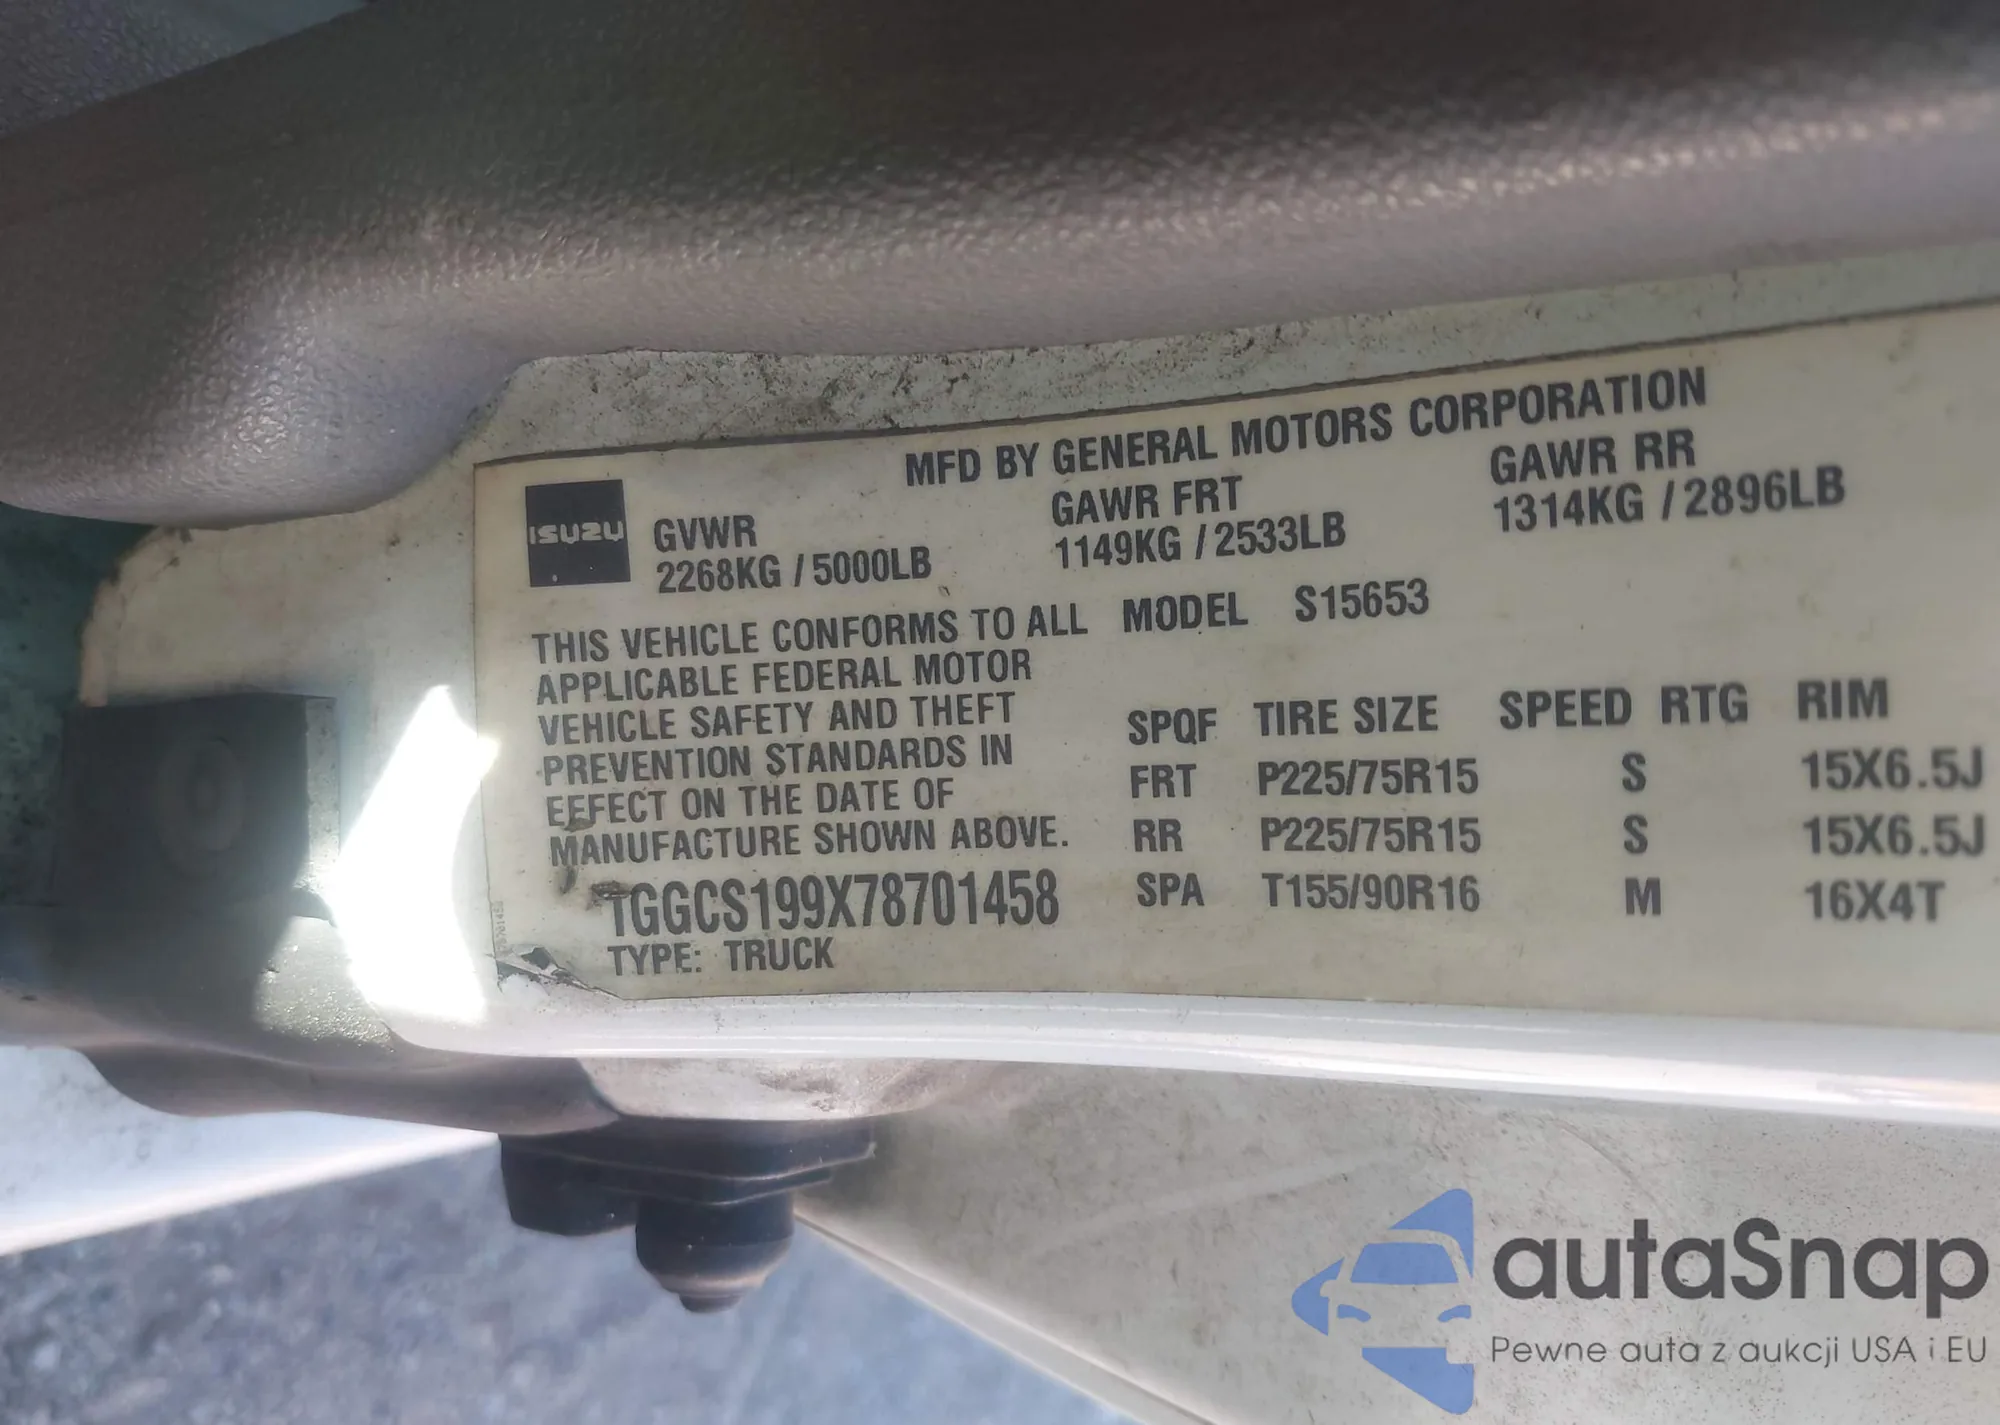 MFD BY GENERAL MOTORS CORPORATION
ISUZU
GVWR GAWR FRT GAWR RR
2268KG / 5000LB 1149KG / 2533LB 1314KG / 2896LB
THIS VEHICLE CONFORMS TO ALL
APPLICABLE FEDERAL MOTOR
VEHICLE SAFETY AND THEFT
PREVENTION STANDARDS IN
EFFECT ON THE DATE OF
MANUFACTURE SHOWN ABOVE.
1GGCS199X78701458
TYPE: TRUCK
MODEL S15653
SPQF TIRE SIZE SPEED RTG RIM
FRT P225/75R15 S 15X6.5J
RR P225/75R15 S 15X6.5J
SPA T155/90R16 M 16X4T
autaSnap
Pewne auta z aukcji USA i EU